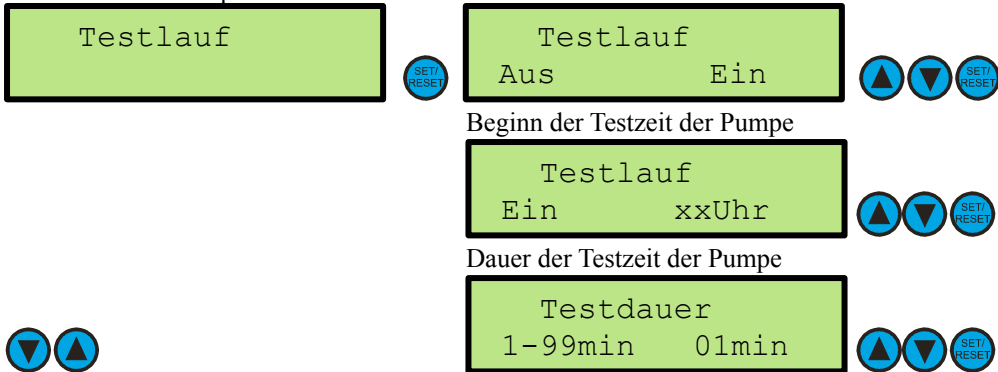 Testlauf
SET/
RESET
Testlauf
Aus Ein
SET/
RESET
Beginn der Testzeit der Pumpe
Testlauf
Ein xxUhr
SET/
RESET
Dauer der Testzeit der Pumpe
Testdauer
1-99min 01min
SET/
RESET